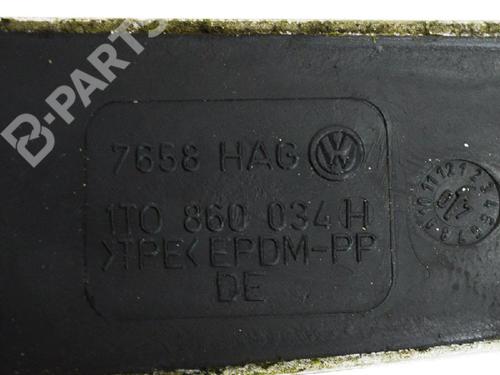 B-PARTS
7658 HAG
1T0 860 034 H
>TPE< EPDM-PP
DE